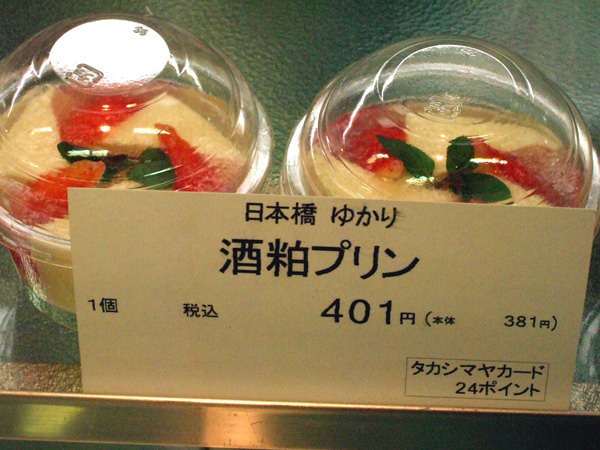 日本橋 ゆかり
酒粕プリン
1個 税込 401円 (本体 381円)
タカシマヤカード
24ポイント